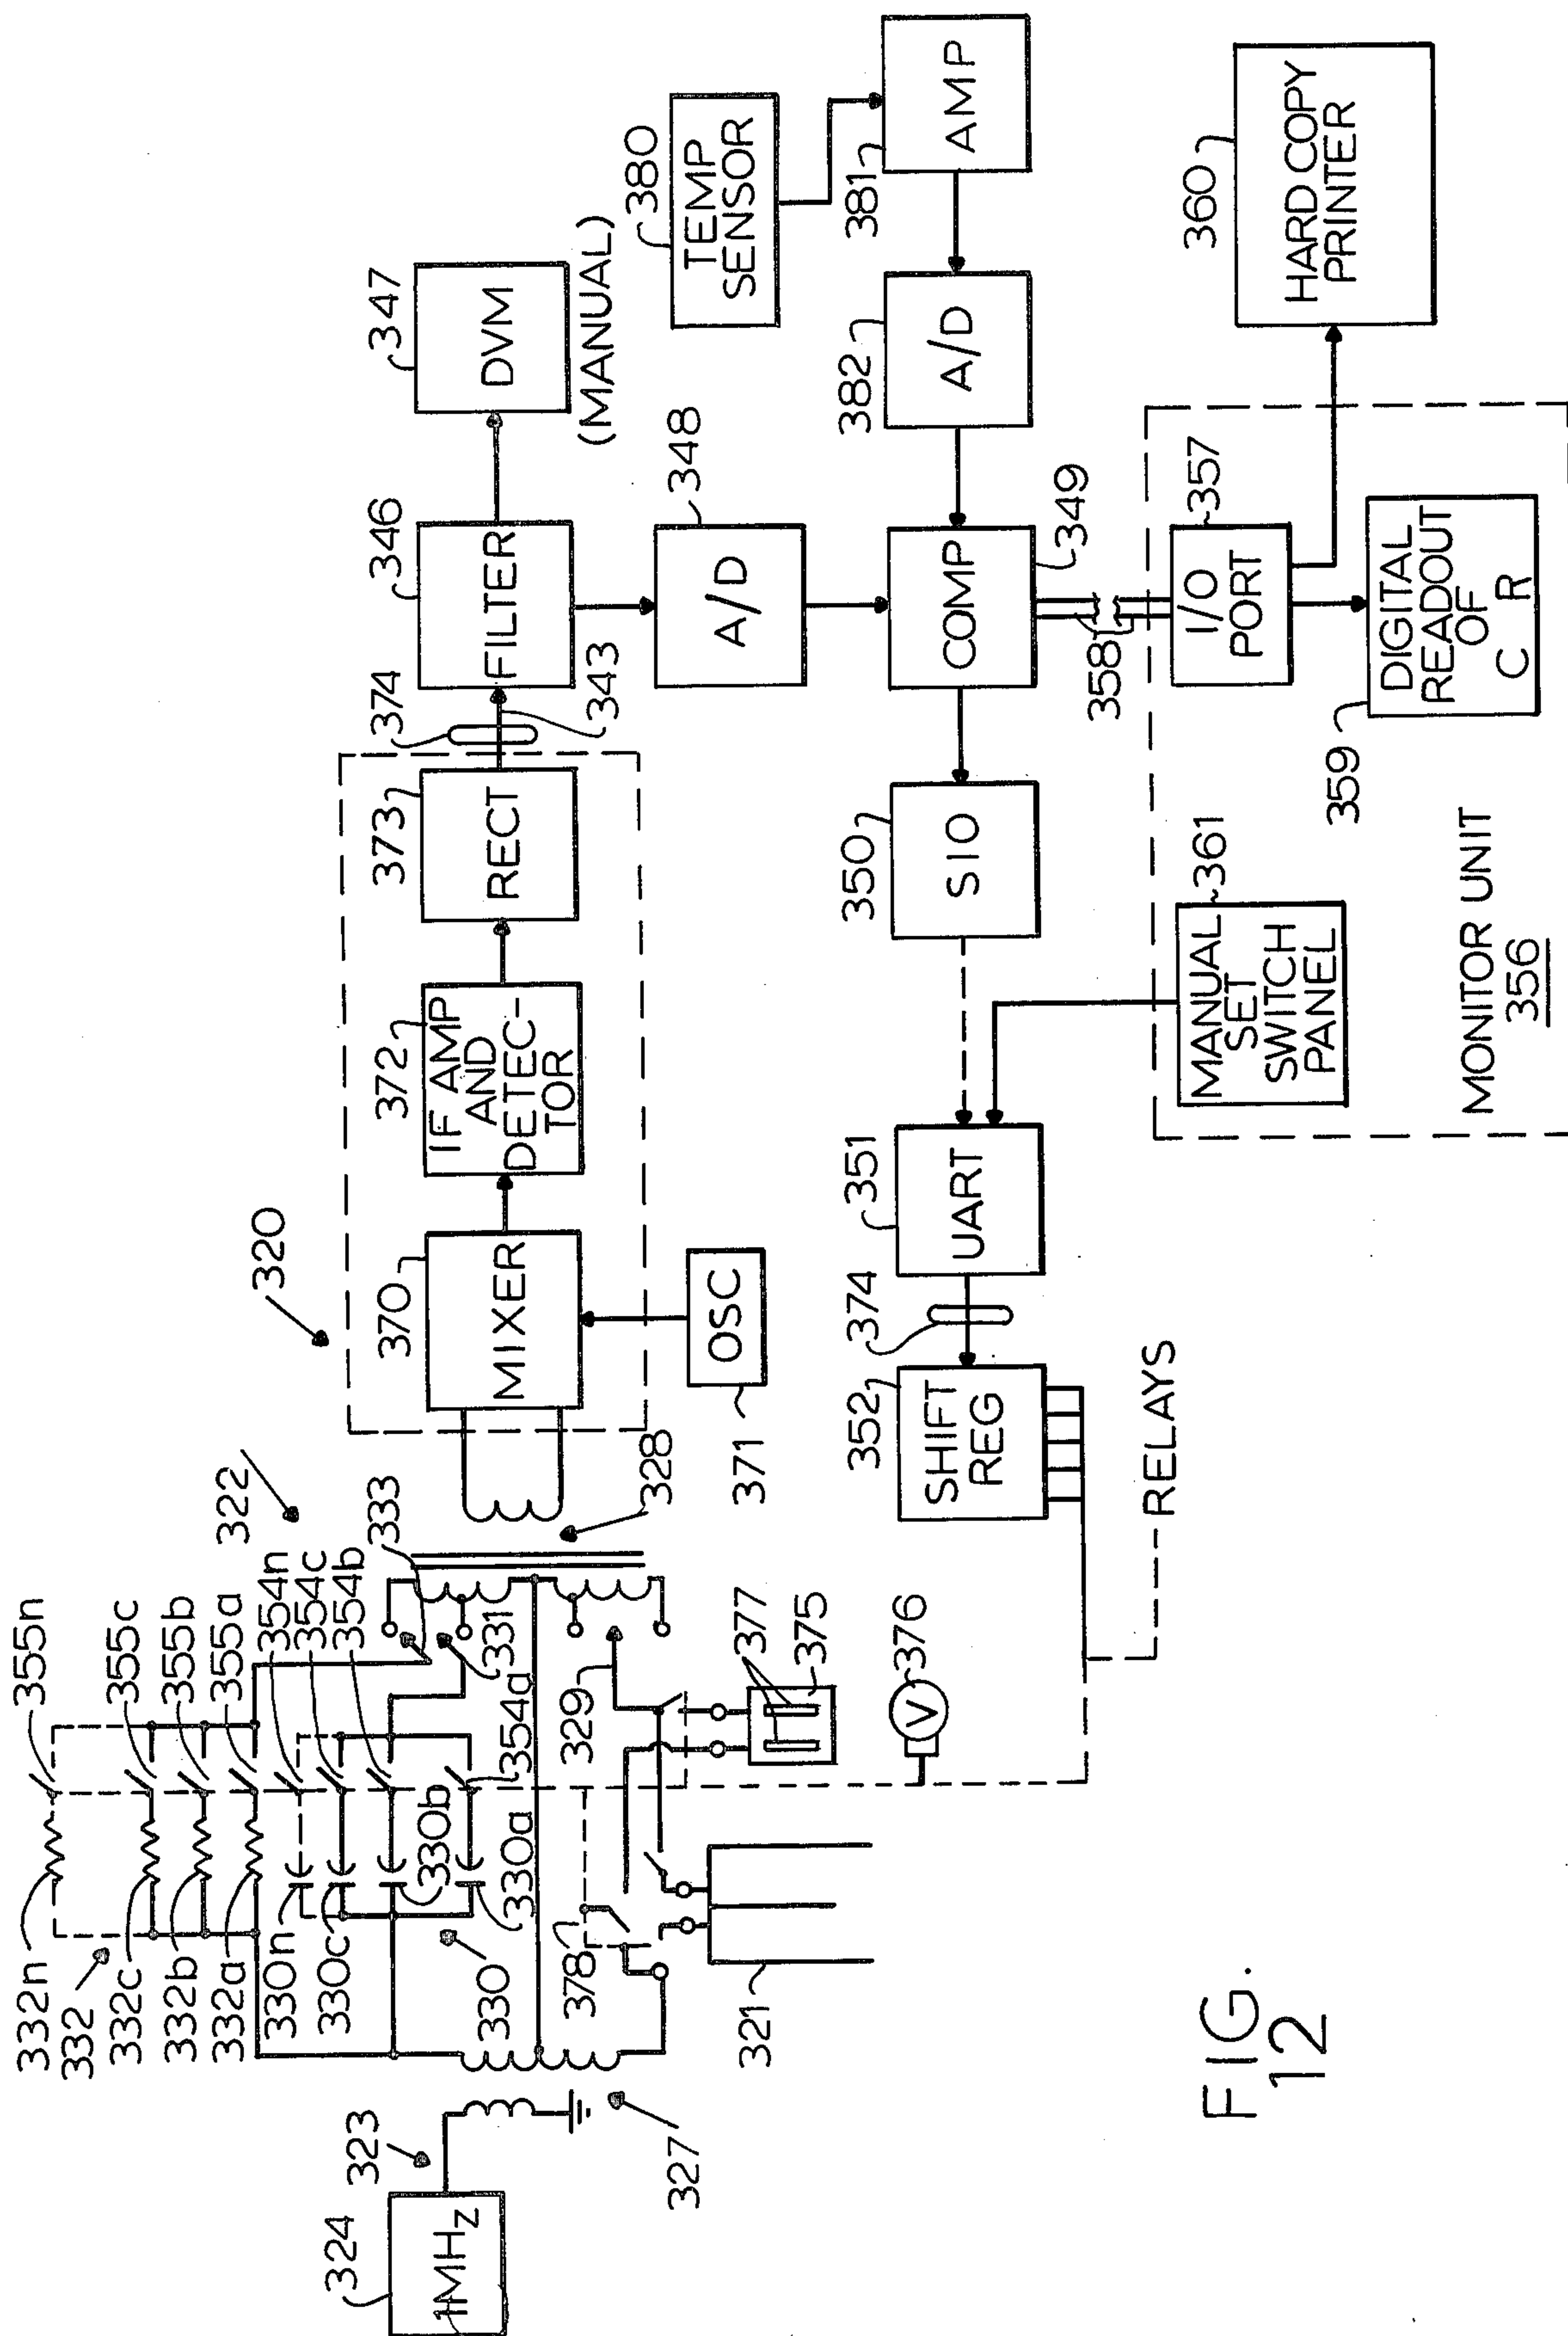 332n
355n
332
332c
355c
332b
355b
332a
355a
330n
354n
330c
354c
330b
354b
330
330a
354a
322
333
331
328
329
323
324
1MHz
327
378
321
377
375
376
V
320
370
MIXER
371
OSC
372
IF AMP
AND
DETEC-
TOR
373
RECT
374
343
346
FILTER
347
DVM
(MANUAL)
348
A/D
380
TEMP
SENSOR
381
AMP
382
A/D
349
COMP
350
SIO
351
UART
374
352
SHIFT
REG
RELAYS
358
357
I/O
PORT
360
HARD COPY
PRINTER
359
DIGITAL
READOUT
OF
C R
361
MANUAL
SET
SWITCH
PANEL
MONITOR UNIT
356
FIG.
12